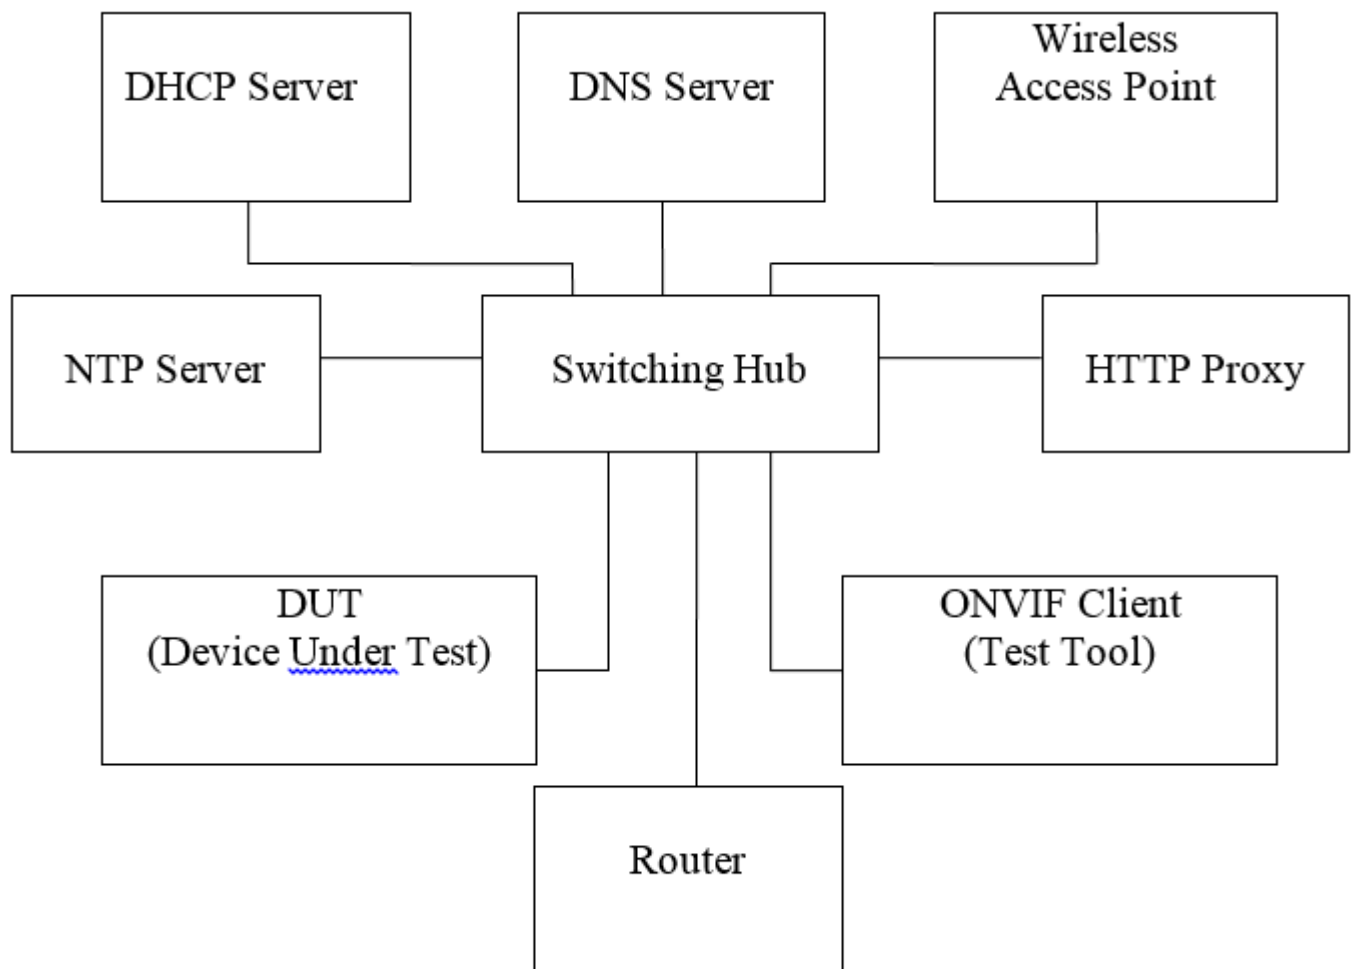 DHCP Server
DNS Server
Wireless
Access Point
NTP Server
Switching Hub
HTTP Proxy
DUT
(Device Under Test)
ONVIF Client
(Test Tool)
Router